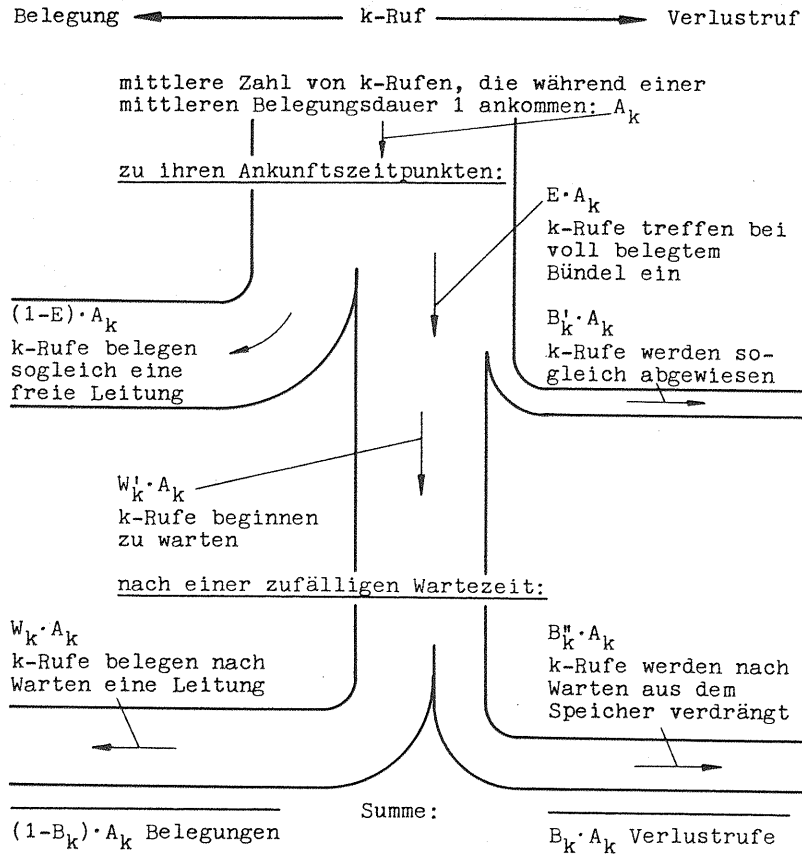 Belegung k-Ruf Verlustruf
mittlere Zahl von k-Rufen, die während einer
mittleren Belegungsdauer 1 ankommen: A_k
zu ihren Ankunftszeitpunkten:
E·A_k
k-Rufe treffen bei
voll belegtem
Bündel ein
(1-E)·A_k
k-Rufe belegen
sogleich eine
freie Leitung
B'_k·A_k
k-Rufe werden so-
gleich abgewiesen
W'_k·A_k
k-Rufe beginnen
zu warten
nach einer zufälligen Wartezeit:
W_k·A_k
k-Rufe belegen nach
Warten eine Leitung
B"_k·A_k
k-Rufe werden nach
Warten aus dem
Speicher verdrängt
Summe:
(1-B_k)·A_k Belegungen
B_k·A_k Verlustrufe